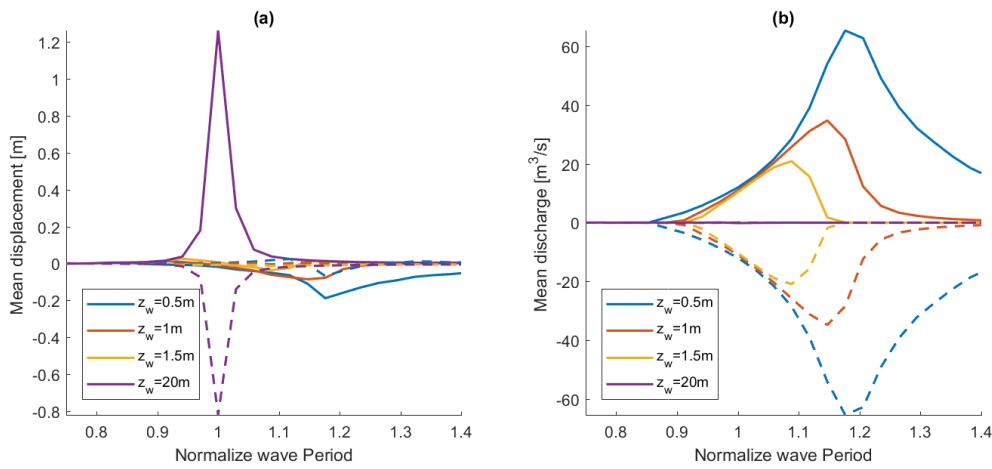 (a)
Mean displacement [m]
1.2
1
0.8
0.6
0.4
0.2
0
-0.2
-0.4
-0.6
-0.8
z_w=0.5m
z_w=1m
z_w=1.5m
z_w=20m
0.8 0.9 1 1.1 1.2 1.3 1.4
Normalize wave Period
(b)
Mean discharge [m^3/s]
60
40
20
0
-20
-40
-60
z_w=0.5m
z_w=1m
z_w=1.5m
z_w=20m
0.8 0.9 1 1.1 1.2 1.3 1.4
Normalize wave Period